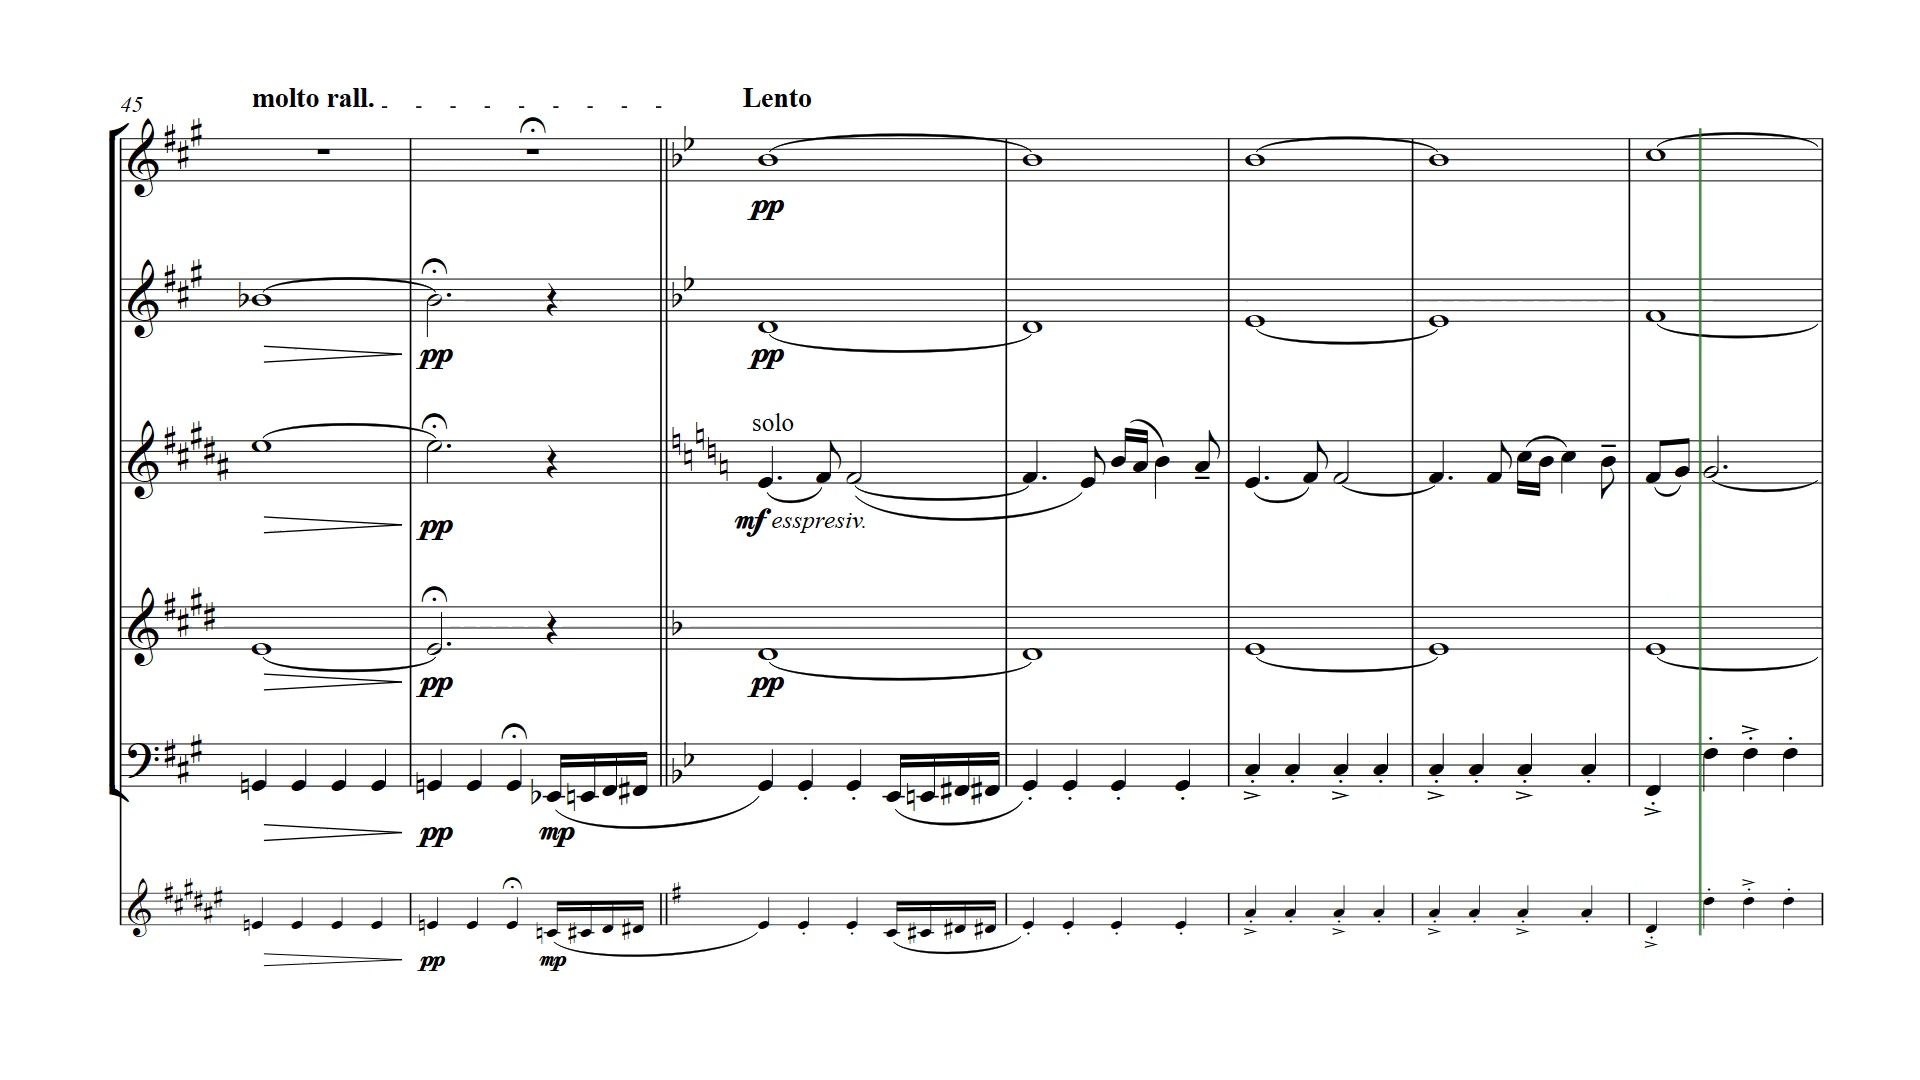 45
molto rall. Lento
pp
pp pp
solo
pp mf esspresiv.
pp pp
pp mp
pp mp